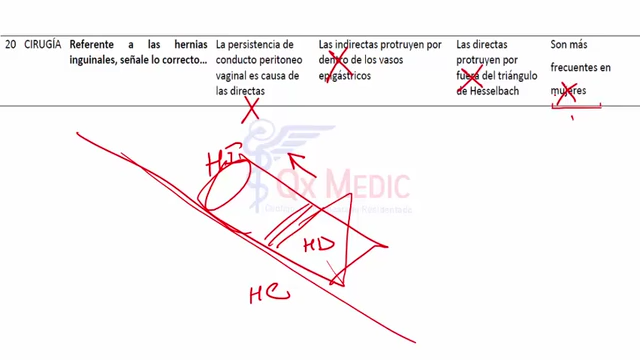 20 CIRUGÍA Referente a las hernias inguinales, señale lo correcto...
La persistencia de
conducto peritoneo
vaginal es causa de
las directas
Las indirectas protruyen por
dentro de los vasos
epigástricos
Las directas
protruyen por
fuera del triángulo
de Hesselbach
Son más
frecuentes en
mujeres
HI
QX MEDIC
HD
HC